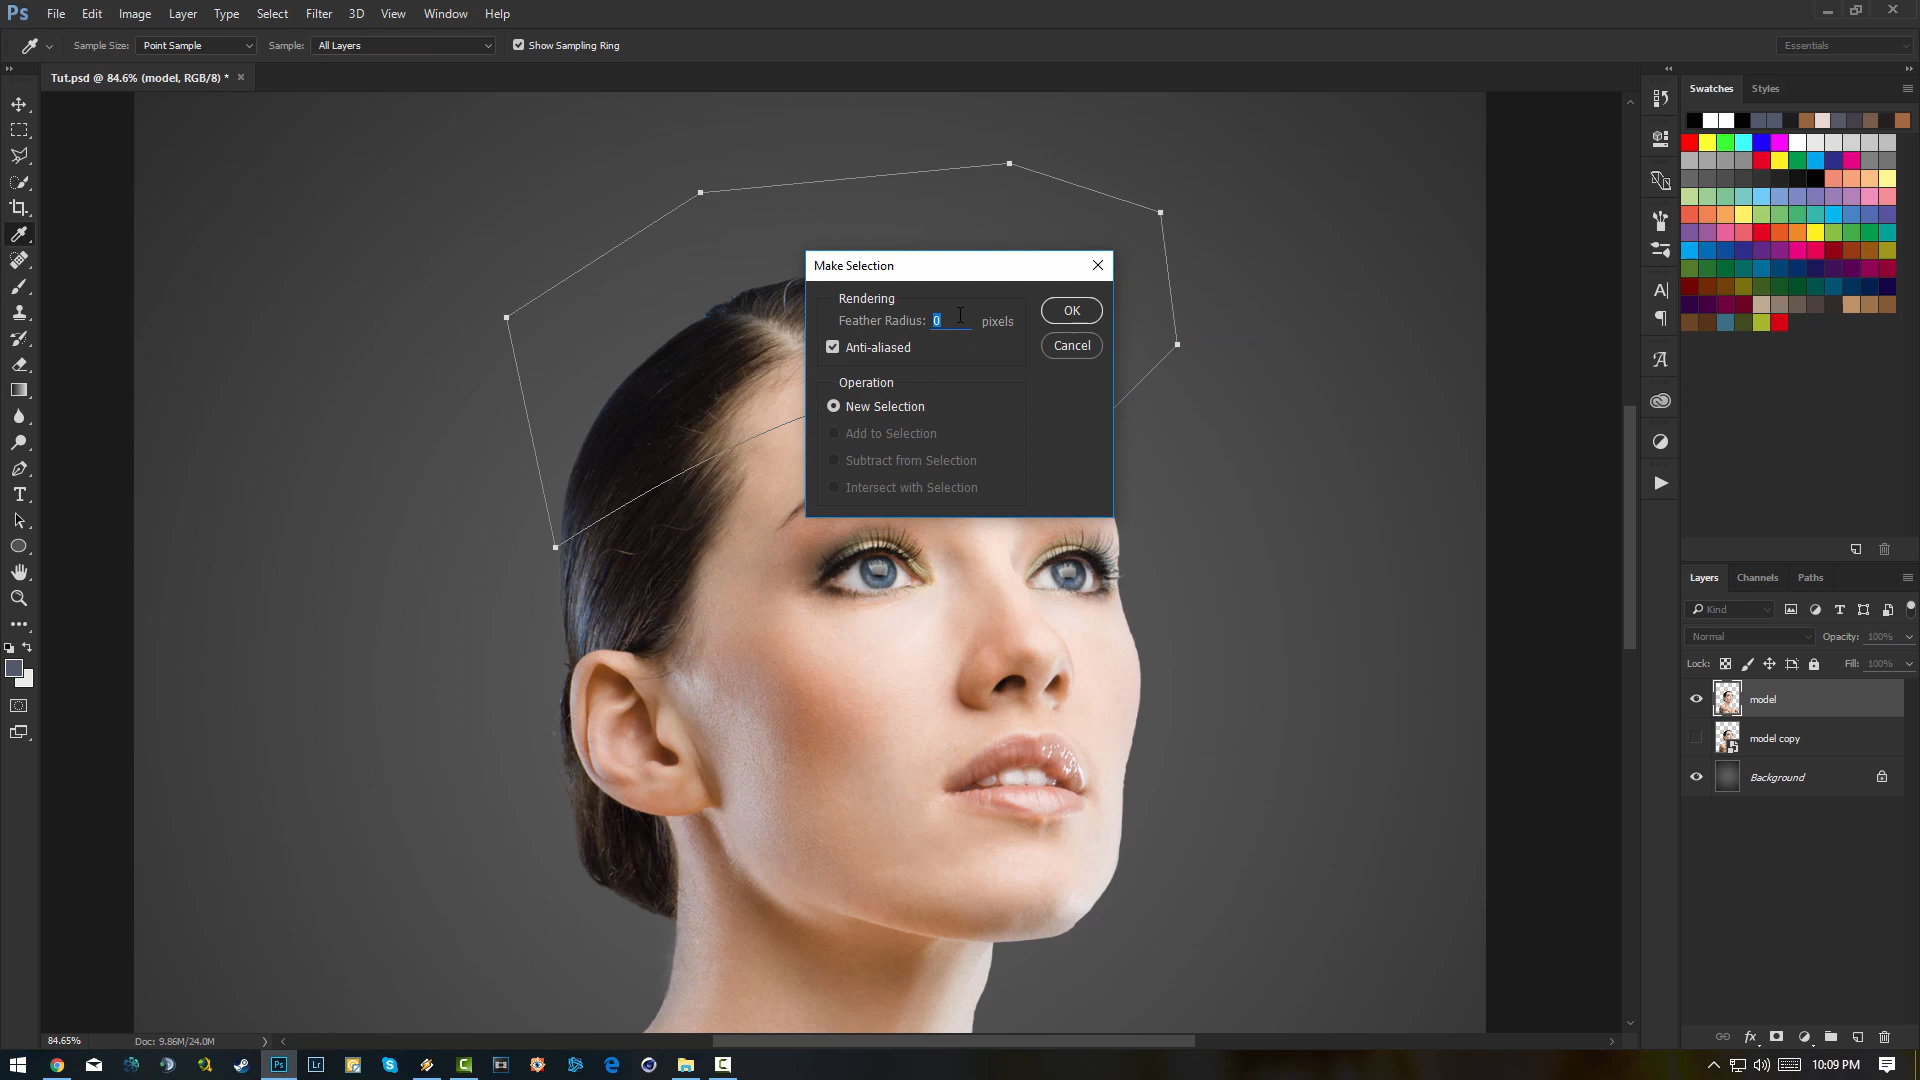 Ps File Edit Image Layer Type Select Filter 3D View Window Help
Sample Size: Point Sample Sample: All Layers Show Sampling Ring Essentials
Tut.psd @ 84.6% (model, RGB/8) *
Swatches Styles
Make Selection
Rendering
Feather Radius: 0 pixels
Anti-aliased
OK
Cancel
Operation
New Selection
Add to Selection
Subtract from Selection
Intersect with Selection
Layers Channels Paths
Kind
Normal Opacity: 100%
Lock: Fill: 100%
model
model copy
Background
84.65% Doc: 9.86M/24.0M
Ps Lr 10:09 PM